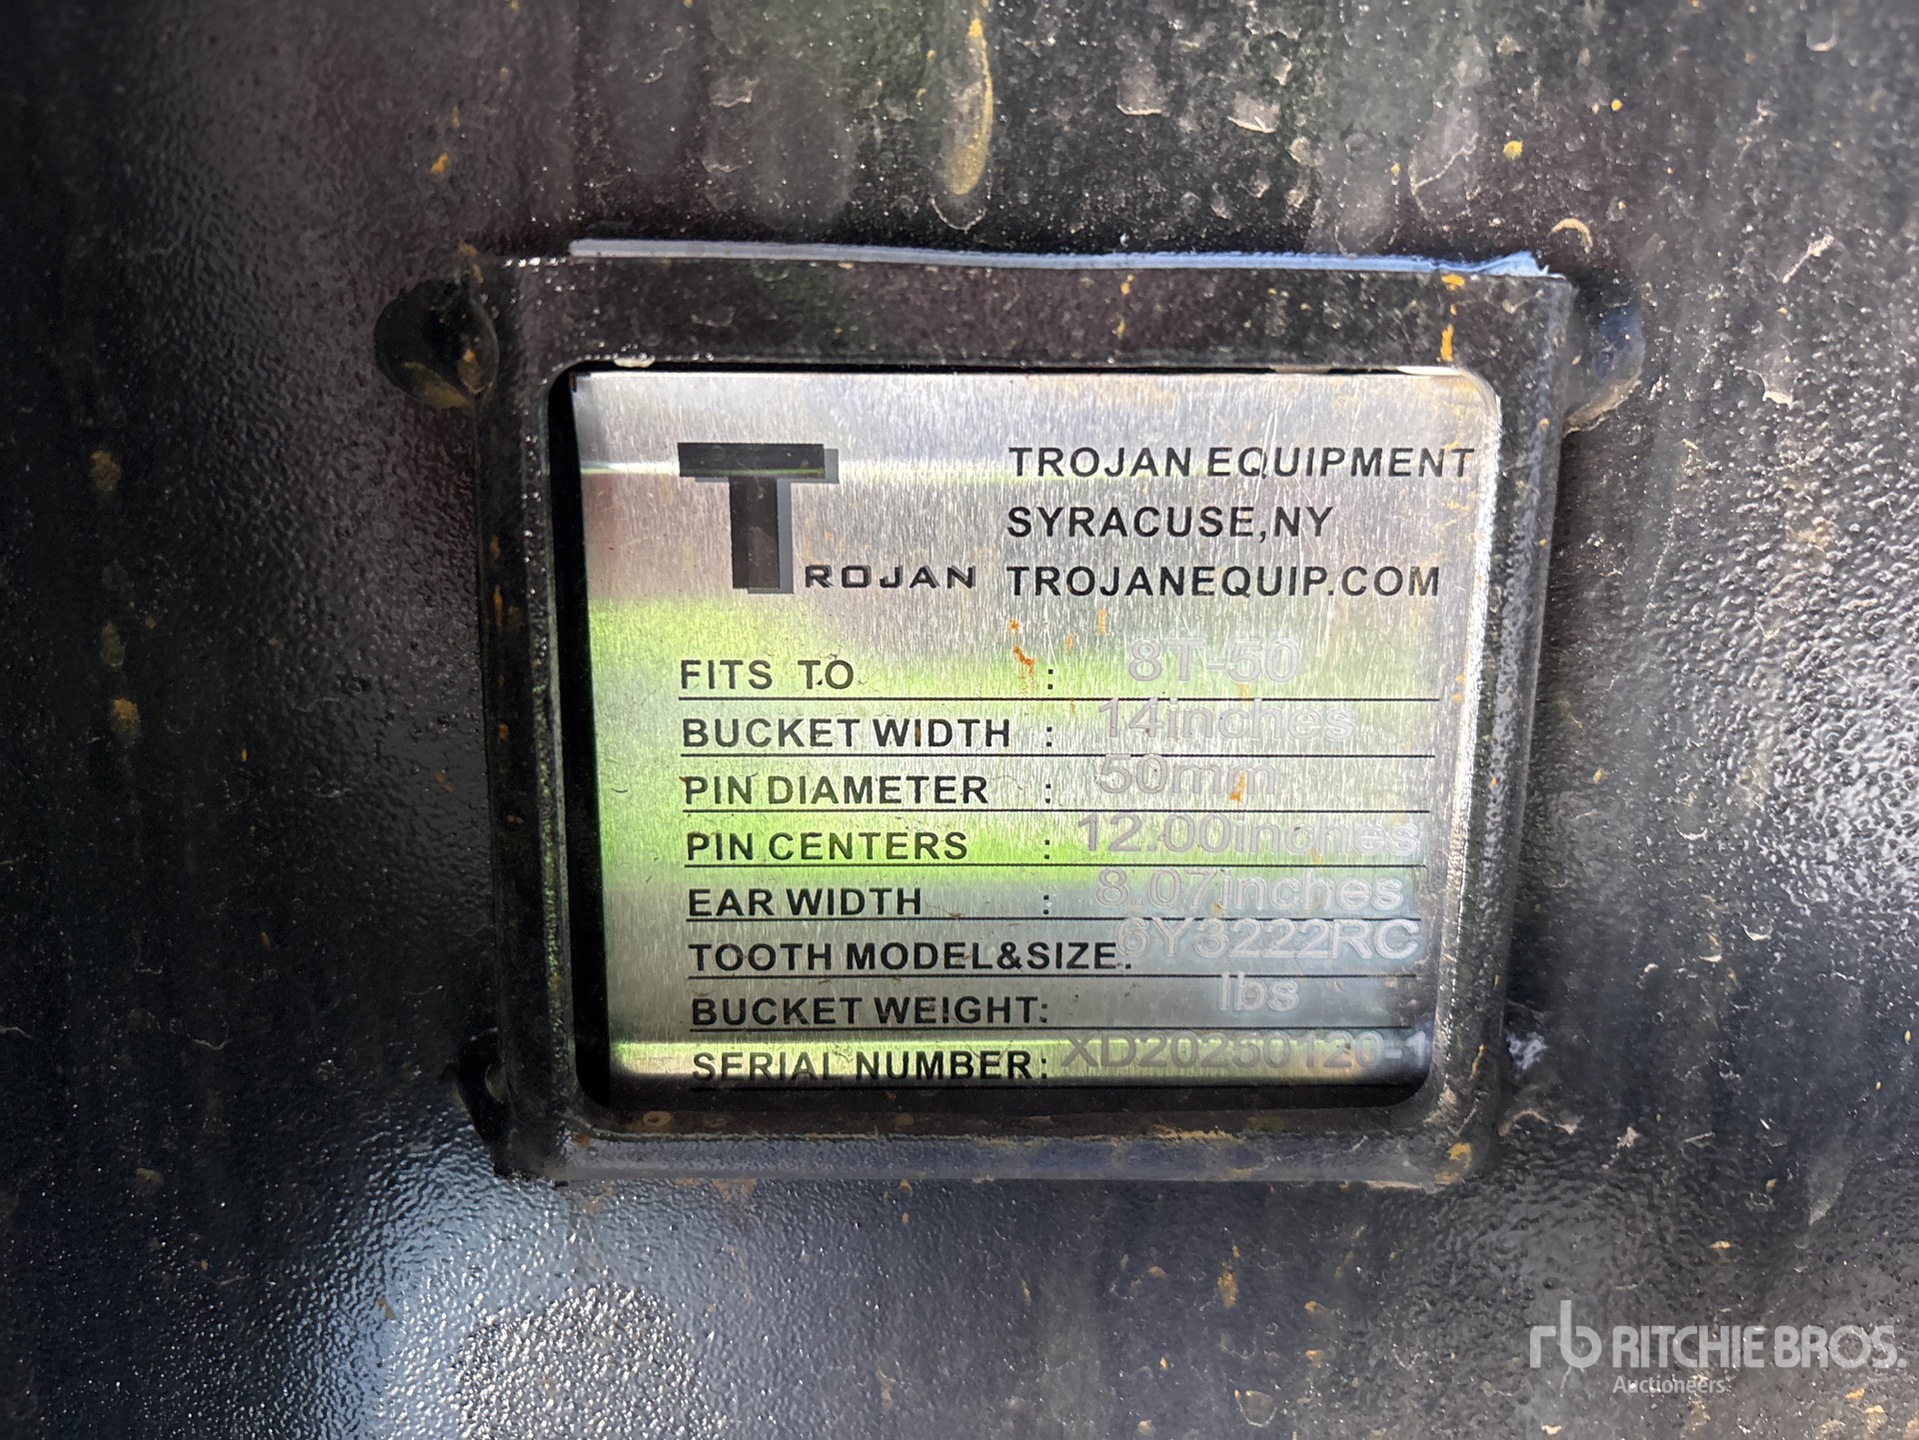 TROJAN
TROJAN EQUIPMENT
SYRACUSE,NY
TROJANEQUIP.COM
FITS TO : 8T-50
BUCKET WIDTH : 14inches
PIN DIAMETER : 50mm
PIN CENTERS : 12.00inches
EAR WIDTH : 8.07inches
TOOTH MODEL&SIZE. 6Y3222RC
BUCKET WEIGHT: lbs
SERIAL NUMBER: XD20250120-1
rb RITCHIE BROS.
Auctioneers